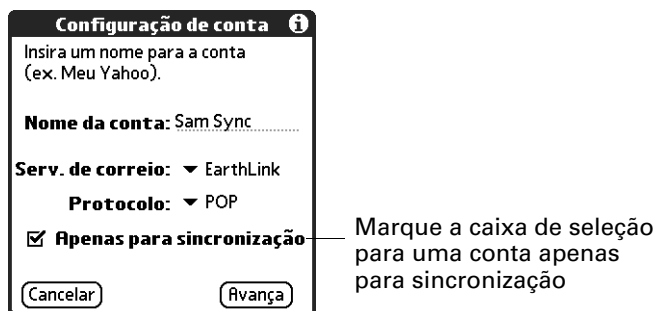 Configuração de conta
Insira um nome para a conta
(ex. Meu Yahoo).
Nome da conta: Sam Sync
Serv. de correio: EarthLink
Protocolo: POP
Apenas para sincronização
Marque a caixa de seleção
para uma conta apenas
para sincronização
Cancelar Avança